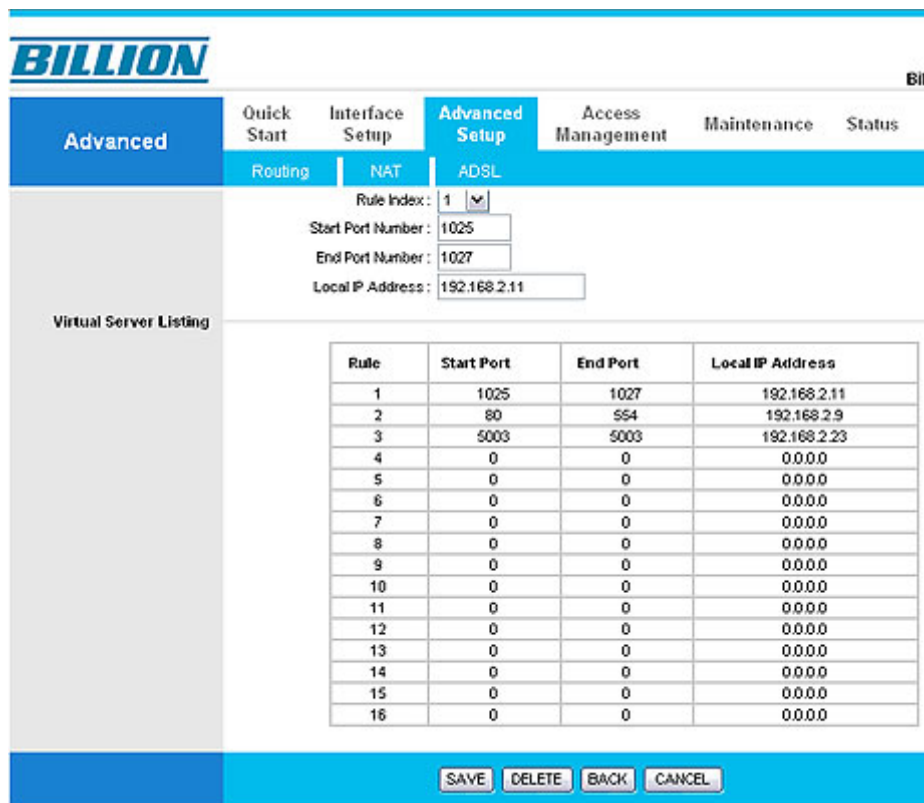 BILLION
Bil
Advanced
Quick Start
Interface Setup
Advanced Setup
Access Management
Maintenance
Status
Routing
NAT
ADSL
Rule Index : 1
Start Port Number : 1025
End Port Number : 1027
Local IP Address : 192.168.2.11
Virtual Server Listing
Rule Start Port End Port Local IP Address
1 1025 1027 192.168.2.11
2 80 554 192.168.2.9
3 5003 5003 192.168.2.23
4 0 0 0.0.0.0
5 0 0 0.0.0.0
6 0 0 0.0.0.0
7 0 0 0.0.0.0
8 0 0 0.0.0.0
9 0 0 0.0.0.0
10 0 0 0.0.0.0
11 0 0 0.0.0.0
12 0 0 0.0.0.0
13 0 0 0.0.0.0
14 0 0 0.0.0.0
15 0 0 0.0.0.0
16 0 0 0.0.0.0
SAVE DELETE BACK CANCEL